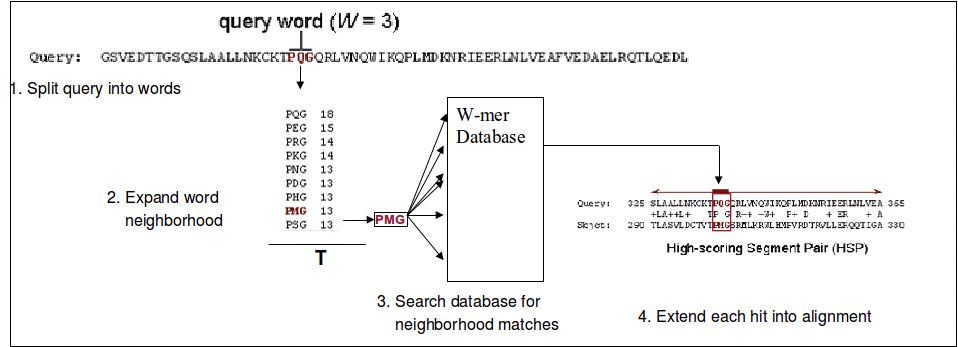 query word (W = 3)
Query: GSVEDTTGSQSLAALLNKCKTPQGQRLVNQWIKQPLMDKNRIEERLNLVEAFVEDAELRQTLQEDL
1. Split query into words
PQG 18
PEG 15
PRG 14
PKG 14
PNG 13
PDG 13
PHG 13
PMG 13
PSG 13
T
2. Expand word
neighborhood
PMG
W-mer
Database
3. Search database for
neighborhood matches
Query: 325 SLAALLNKCKTPQGQRLVNQWIKQPLMDKNRIEERLNLVEA 365
+LA++L+ TP G R++ +W+ P+ D + ER + A
Sbjct: 290 TLASVLDCTVTPMGSRMLKRWLHMPVRDTRVLLERQQTIGA 330
High-scoring Segment Pair (HSP)
4. Extend each hit into alignment